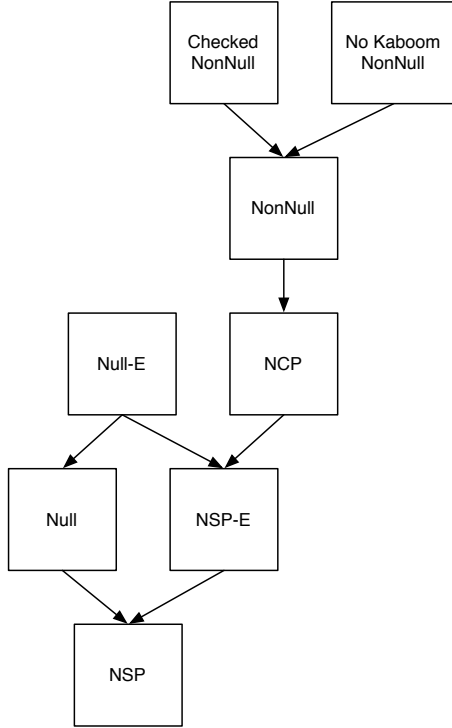 Checked
NonNull
No Kaboom
NonNull
NonNull
Null-E
NCP
Null
NSP-E
NSP